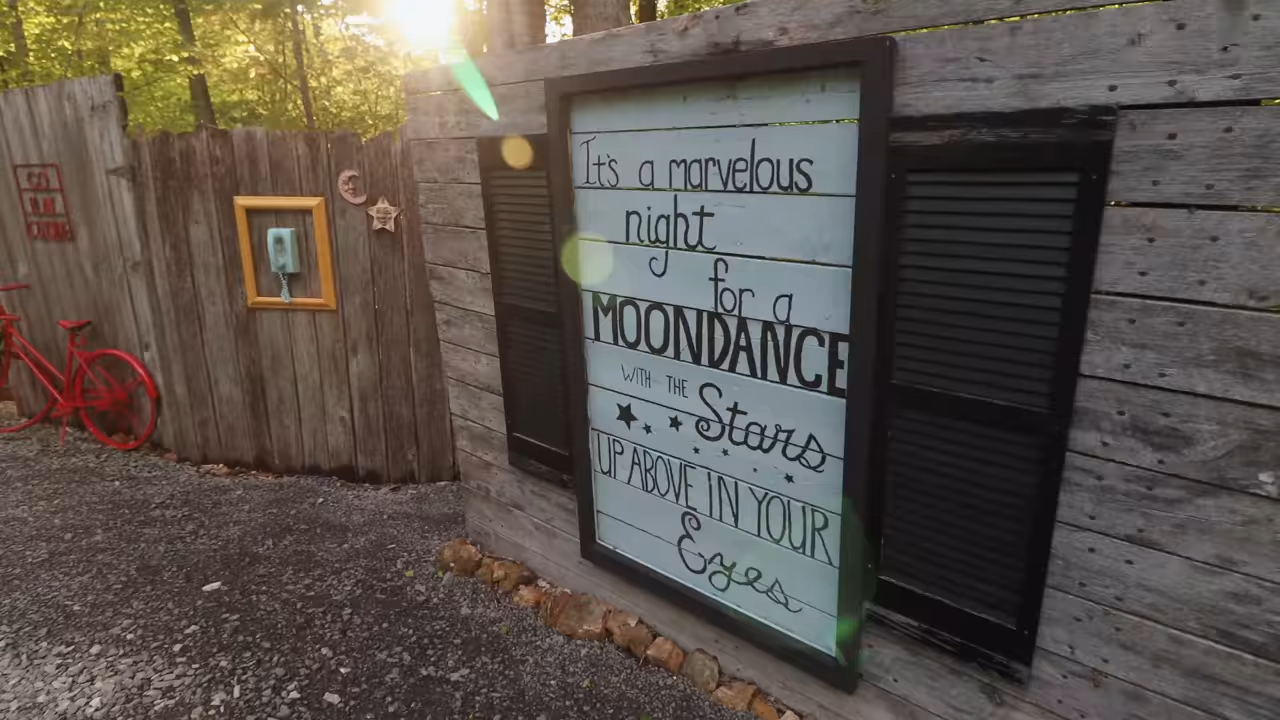 It's a marvelous
night
for a
MOONDANCE
WITH THE
Stars
UP ABOVE IN YOUR
Eyes